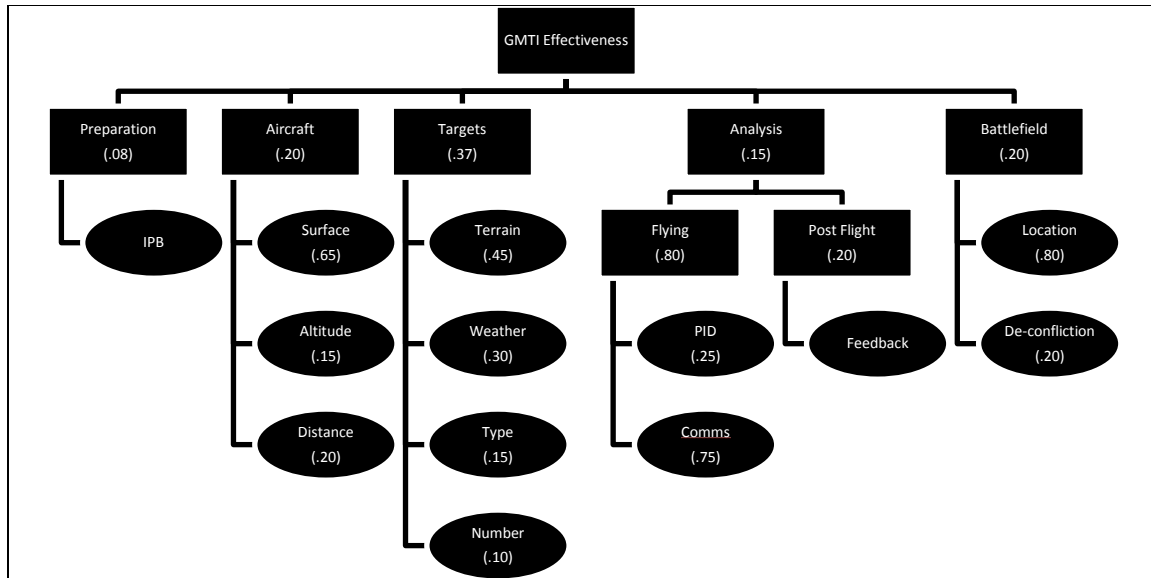 GMTI Effectiveness
Preparation
(.08)
Aircraft
(.20)
Targets
(.37)
Analysis
(.15)
Battlefield
(.20)
IPB
Surface
(.65)
Terrain
(.45)
Flying
(.80)
Post Flight
(.20)
Location
(.80)
Altitude
(.15)
Weather
(.30)
PID
(.25)
Feedback
De-confliction
(.20)
Distance
(.20)
Type
(.15)
Comms
(.75)
Number
(.10)